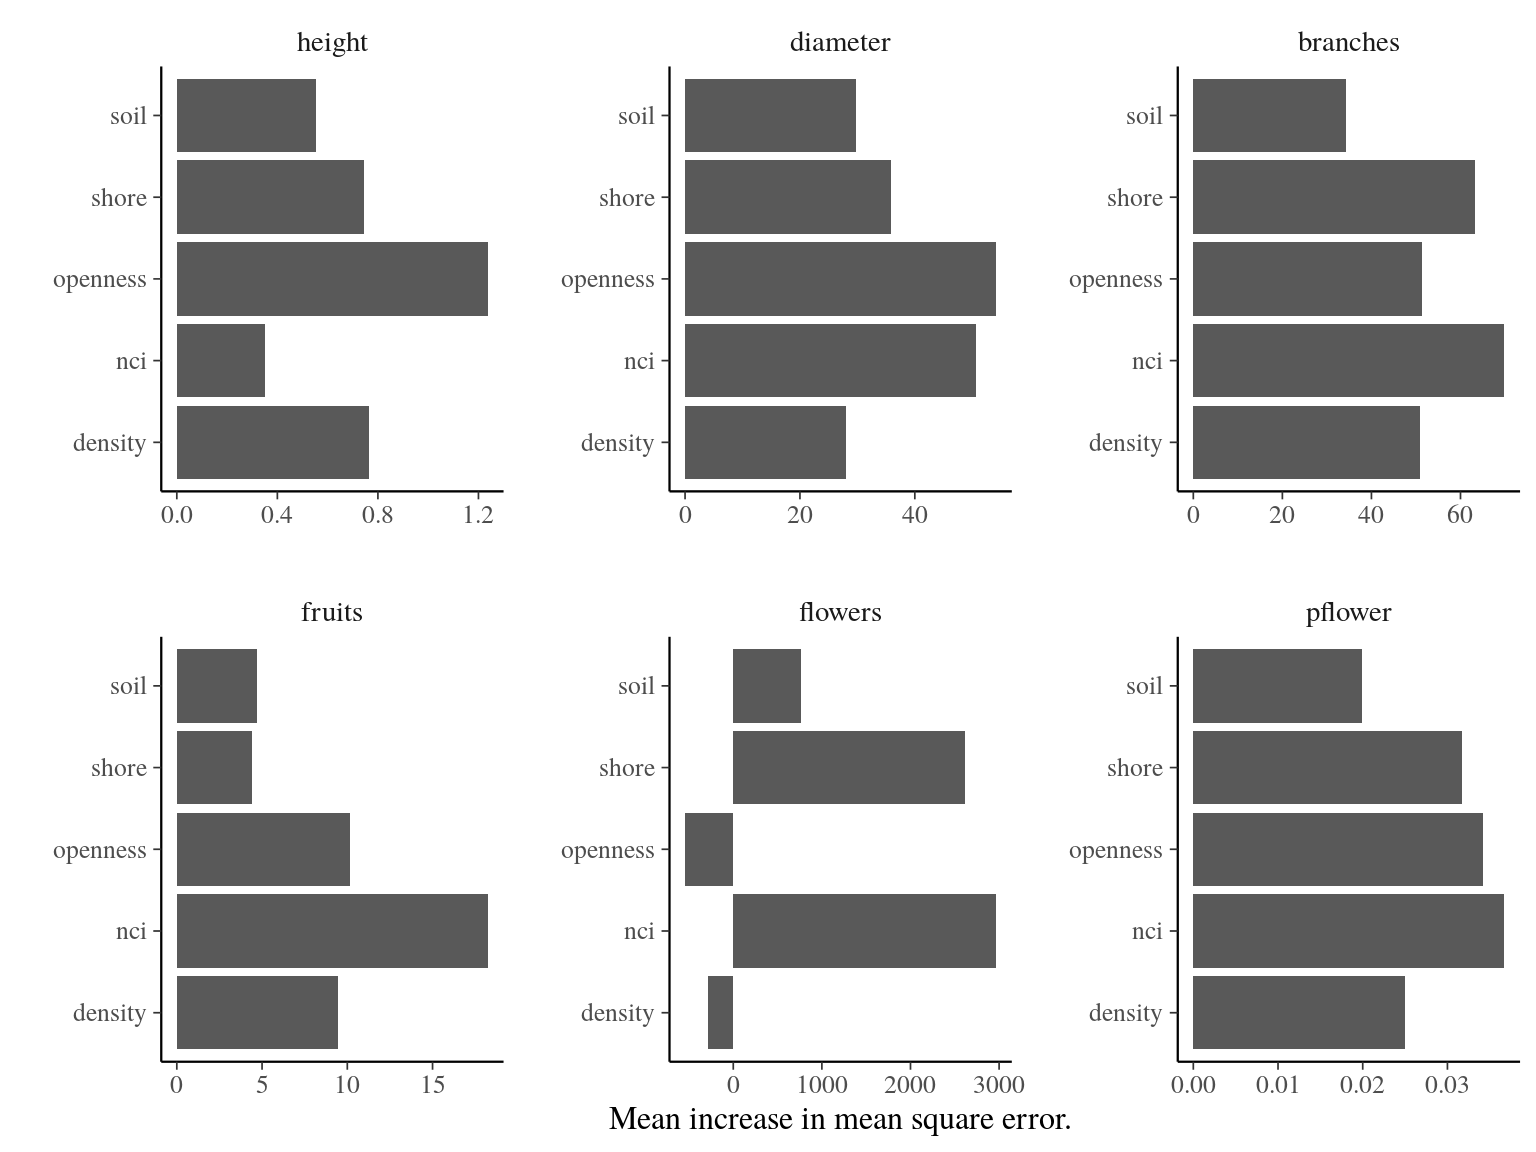 height
diameter
branches
soil
shore
openness
nci
density
0.0 0.4 0.8 1.2
soil
shore
openness
nci
density
0 20 40
soil
shore
openness
nci
density
0 20 40 60
fruits
flowers
pflower
soil
shore
openness
nci
density
0 5 10 15
soil
shore
openness
nci
density
0 1000 2000 3000
soil
shore
openness
nci
density
0.00 0.01 0.02 0.03
Mean increase in mean square error.